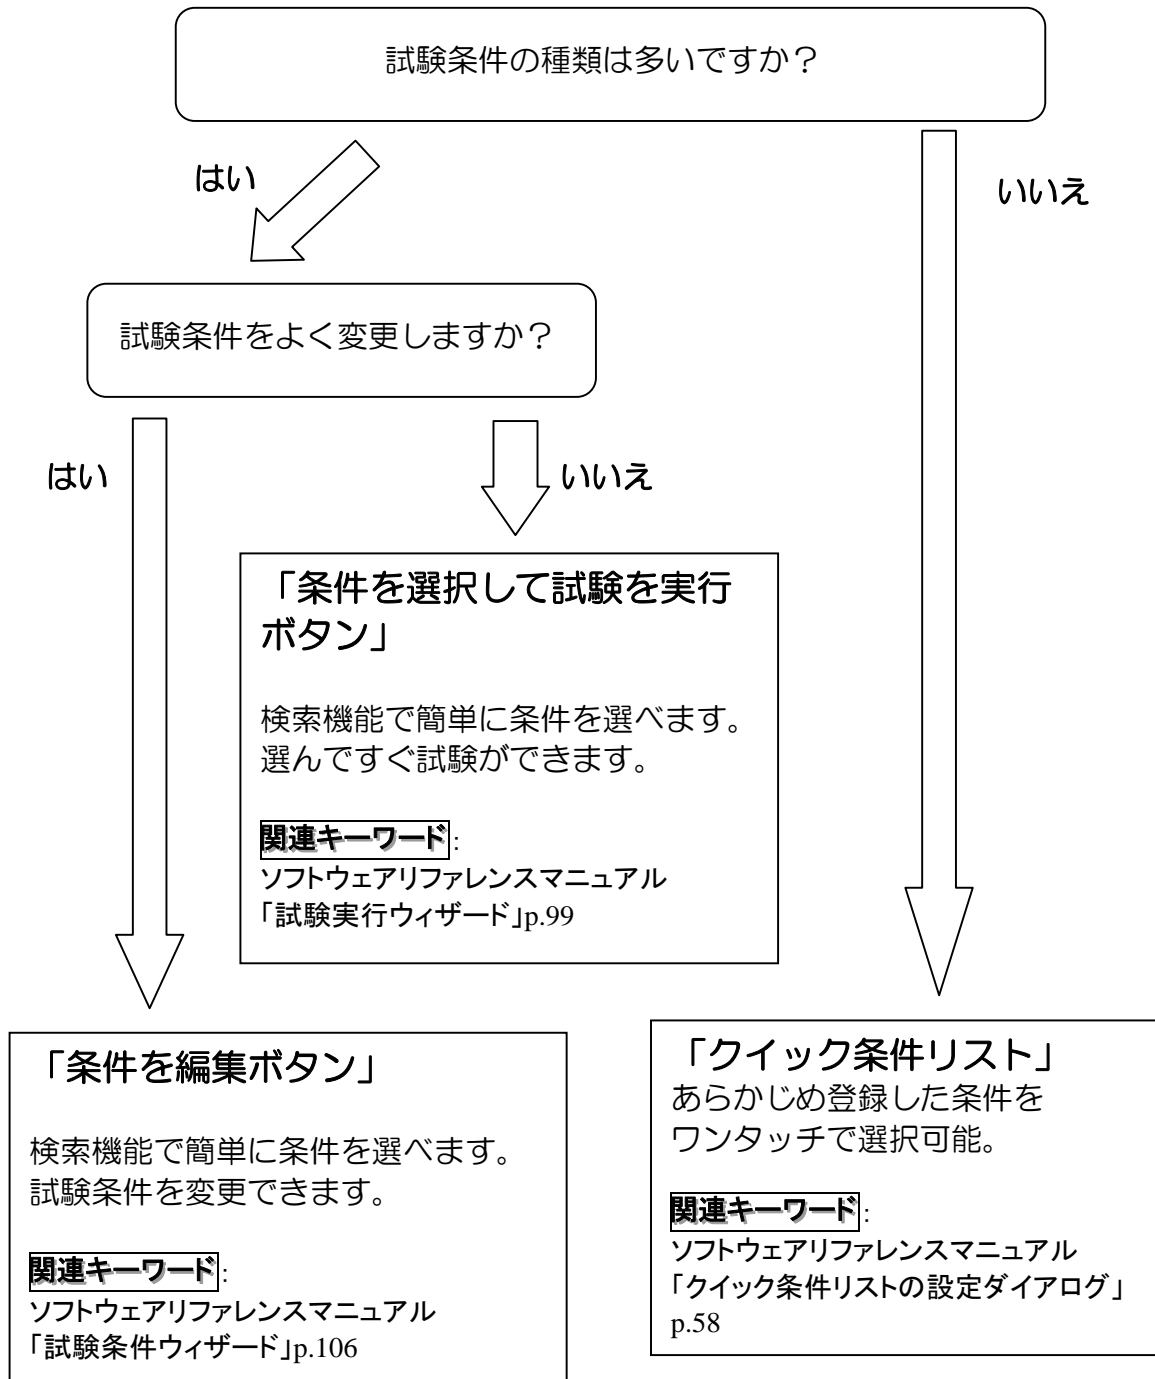 試験条件の種類は多いですか？
はい
いいえ
試験条件をよく変更しますか？
はい
いいえ
「条件を選択して試験を実行
ボタン」
検索機能で簡単に条件を選べます。
選んですぐ試験ができます。
関連キーワード:
ソフトウェアリファレンスマニュアル
「試験実行ウィザード」p.99
「条件を編集ボタン」
検索機能で簡単に条件を選べます。
試験条件を変更できます。
関連キーワード:
ソフトウェアリファレンスマニュアル
「試験条件ウィザード」p.106
「クイック条件リスト」
あらかじめ登録した条件を
ワンタッチで選択可能。
関連キーワード:
ソフトウェアリファレンスマニュアル
「クイック条件リストの設定ダイアログ」
p.58